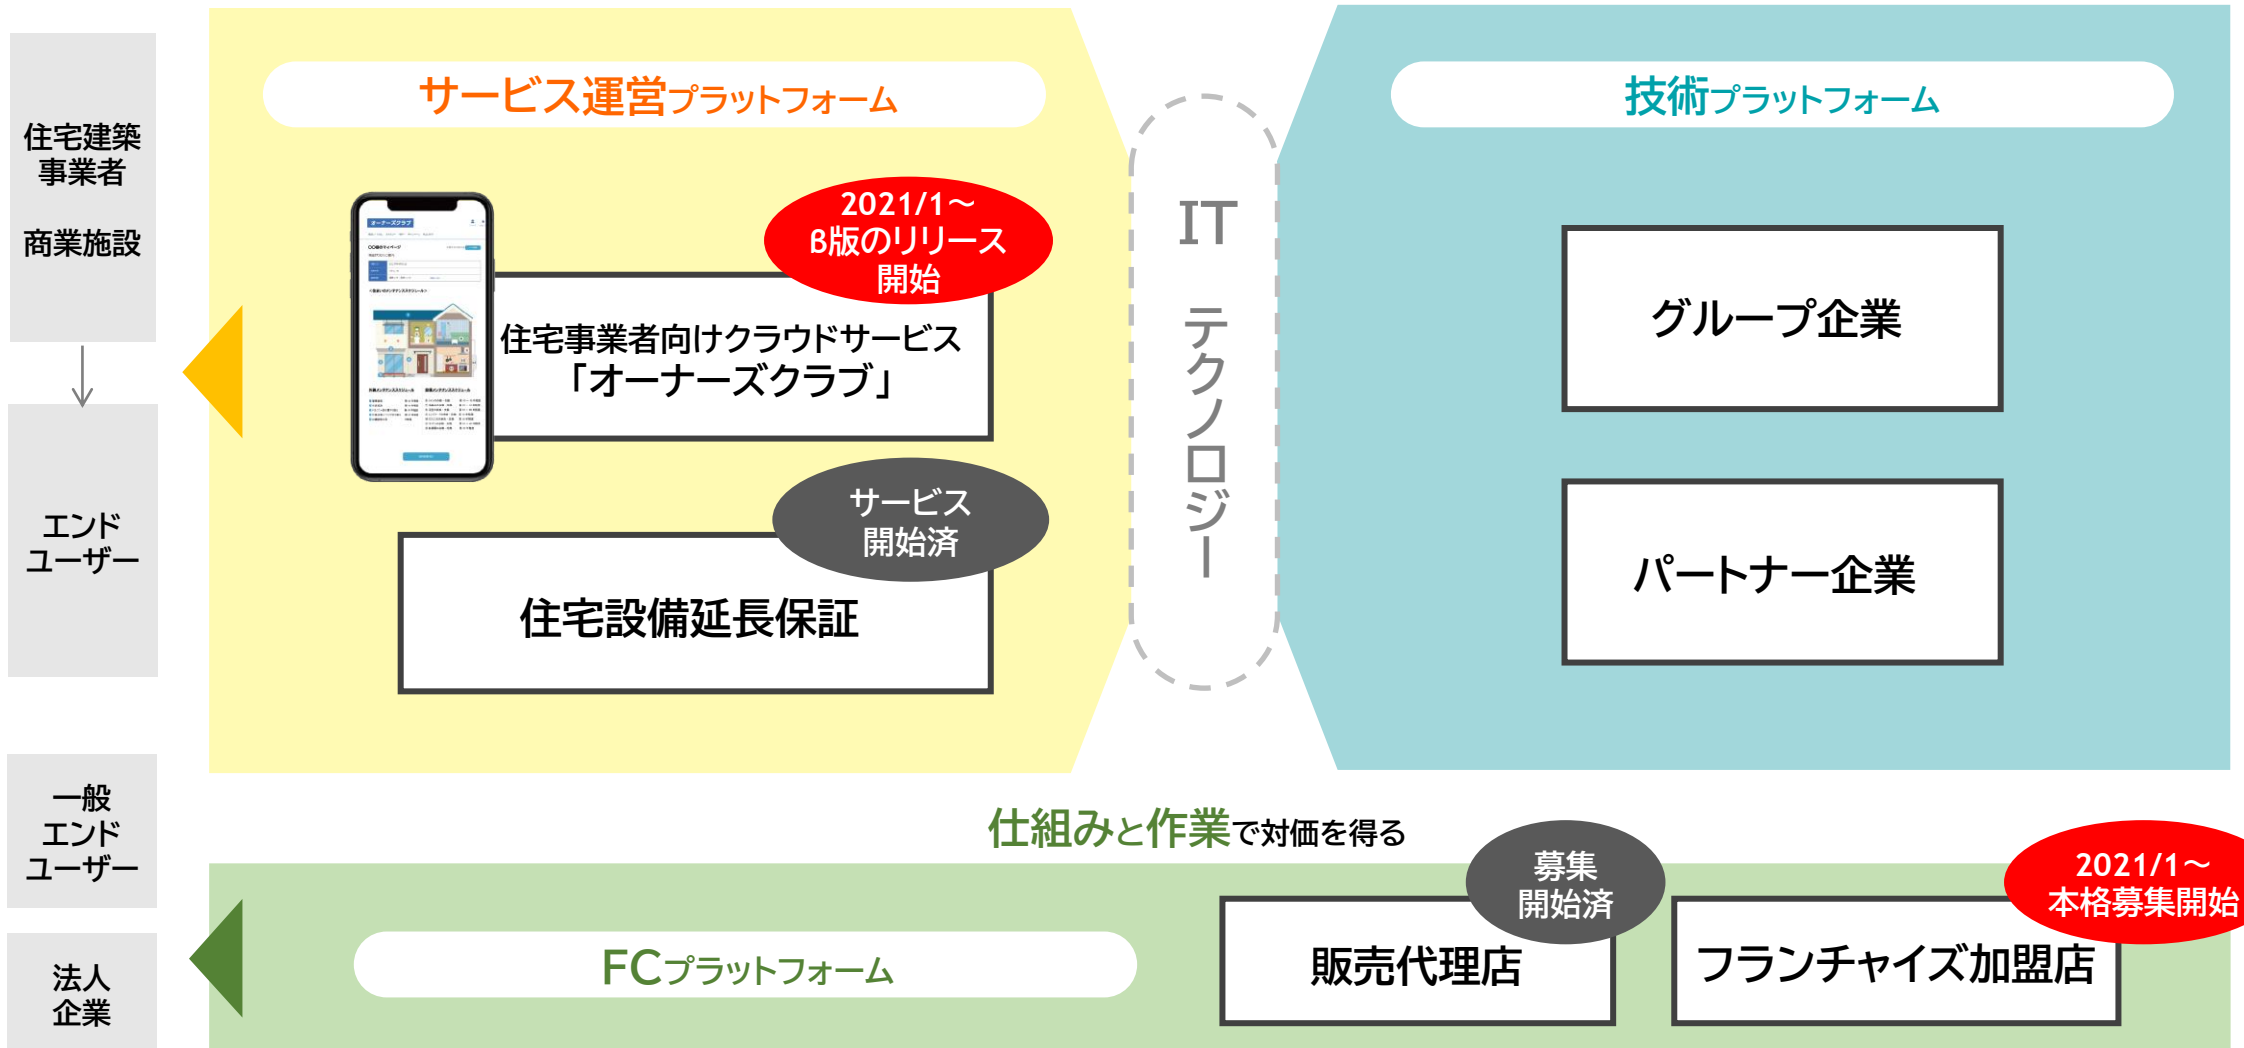 住宅建築
事業者
商業施設
エンド
ユーザー
一般
エンド
ユーザー
法人
企業
サービス運営プラットフォーム
2021/1～
β版のリリース
開始
オーナーズクラブ
住宅事業者向けクラウドサービス
「オーナーズクラブ」
サービス
開始済
住宅設備延長保証
IT テクノロジー
技術プラットフォーム
グループ企業
パートナー企業
仕組みと作業で対価を得る
FCプラットフォーム
募集
開始済
販売代理店
2021/1～
本格募集開始
フランチャイズ加盟店